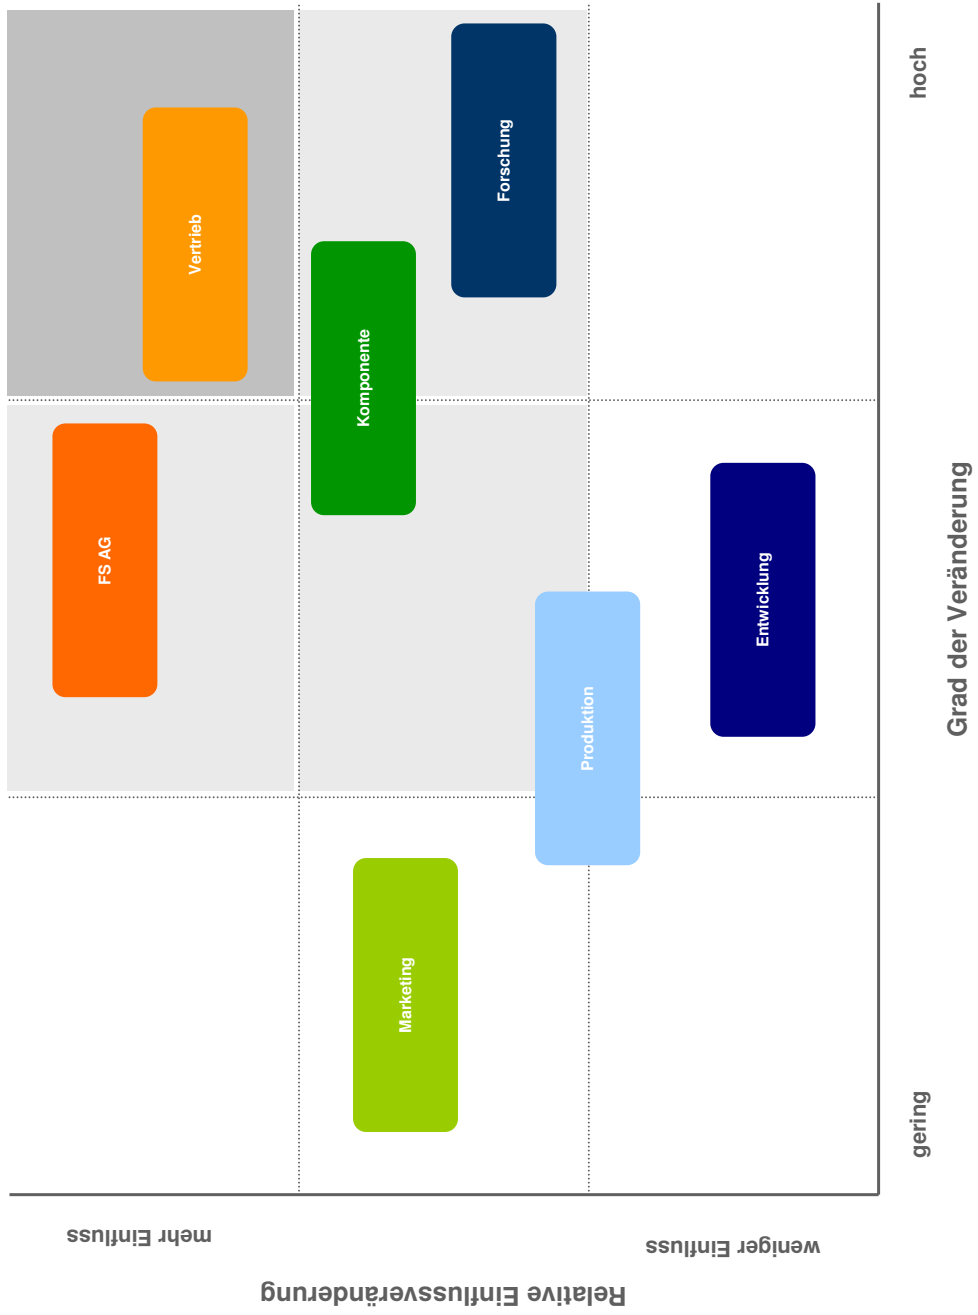 Relative Einflussveränderung
mehr Einfluss
weniger Einfluss
FS AG
Vertrieb
Komponente
Marketing
Forschung
Produktion
Entwicklung
gering
hoch
Grad der Veränderung